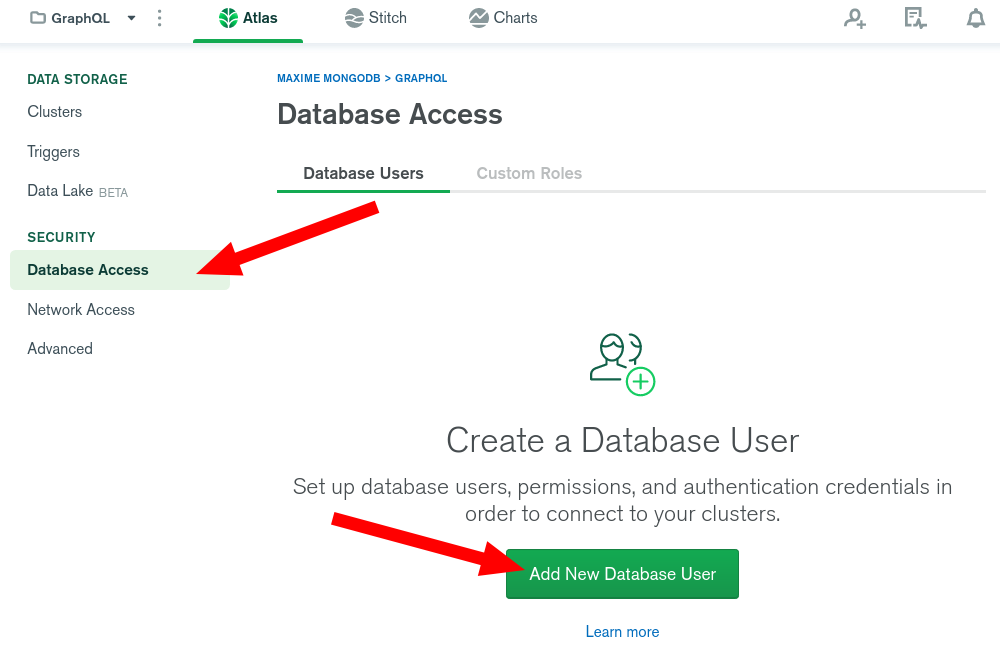 GraphQL
Atlas
Stitch
Charts
DATA STORAGE
Clusters
Triggers
Data Lake BETA
SECURITY
Database Access
Network Access
Advanced
MAXIME MONGODB > GRAPHQL
Database Access
Database Users
Custom Roles
Create a Database User
Set up database users, permissions, and authentication credentials in
order to connect to your clusters.
Add New Database User
Learn more